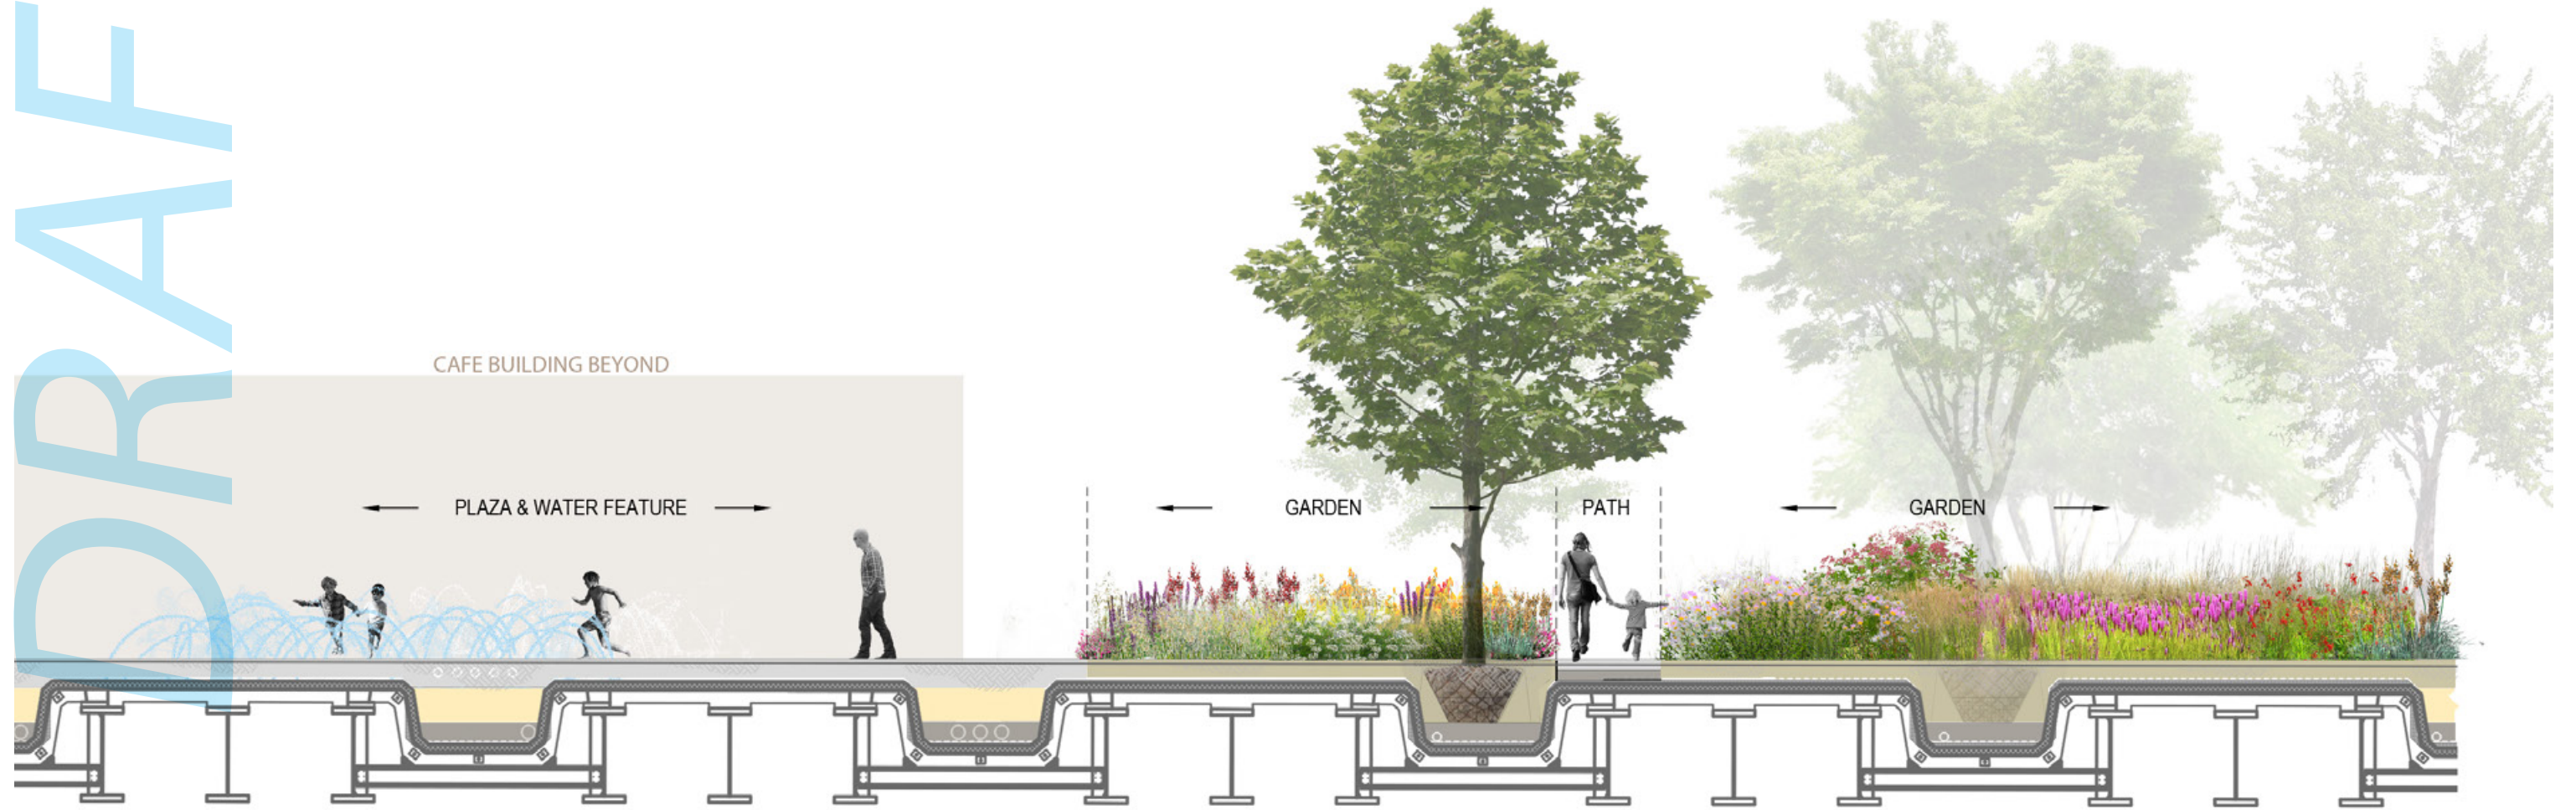 DRAF
CAFE BUILDING BEYOND
PLAZA & WATER FEATURE
GARDEN
PATH
GARDEN